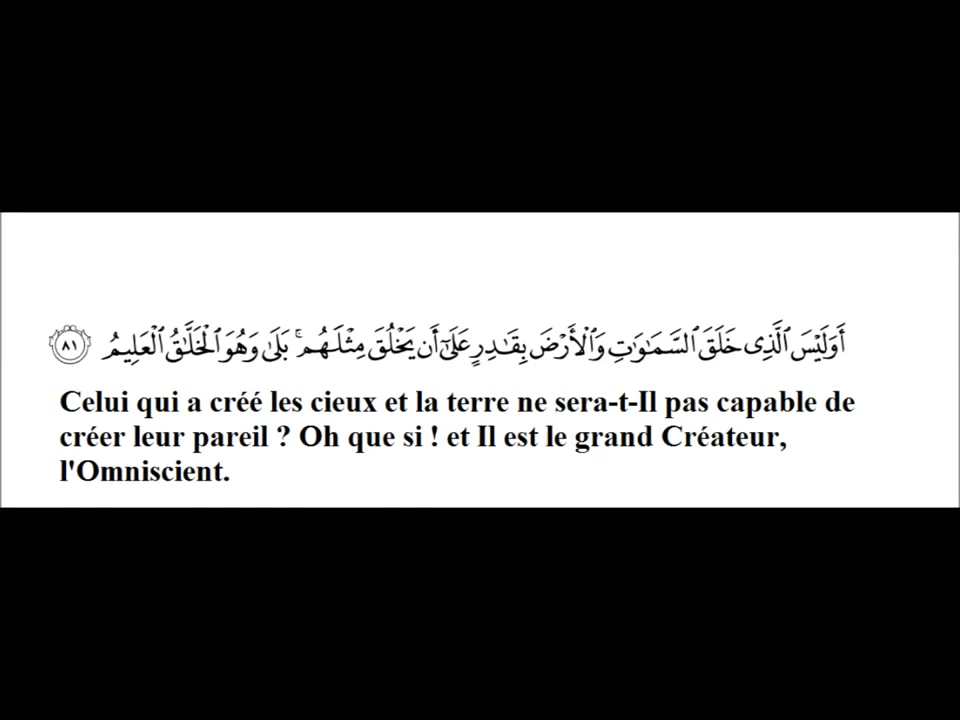 أَوَلَيْسَ ٱلَّذِى خَلَقَ ٱلسَّمَٰوَٰتِ وَٱلْأَرْضَ بِقَٰدِرٍ عَلَىٰٓ أَن يَخْلُقَ مِثْلَهُم ۚ بَلَىٰ وَهُوَ ٱلْخَلَّٰقُ ٱلْعَلِيمُ ٨١
Celui qui a créé les cieux et la terre ne sera-t-Il pas capable de
créer leur pareil ? Oh que si ! et Il est le grand Créateur,
l'Omniscient.